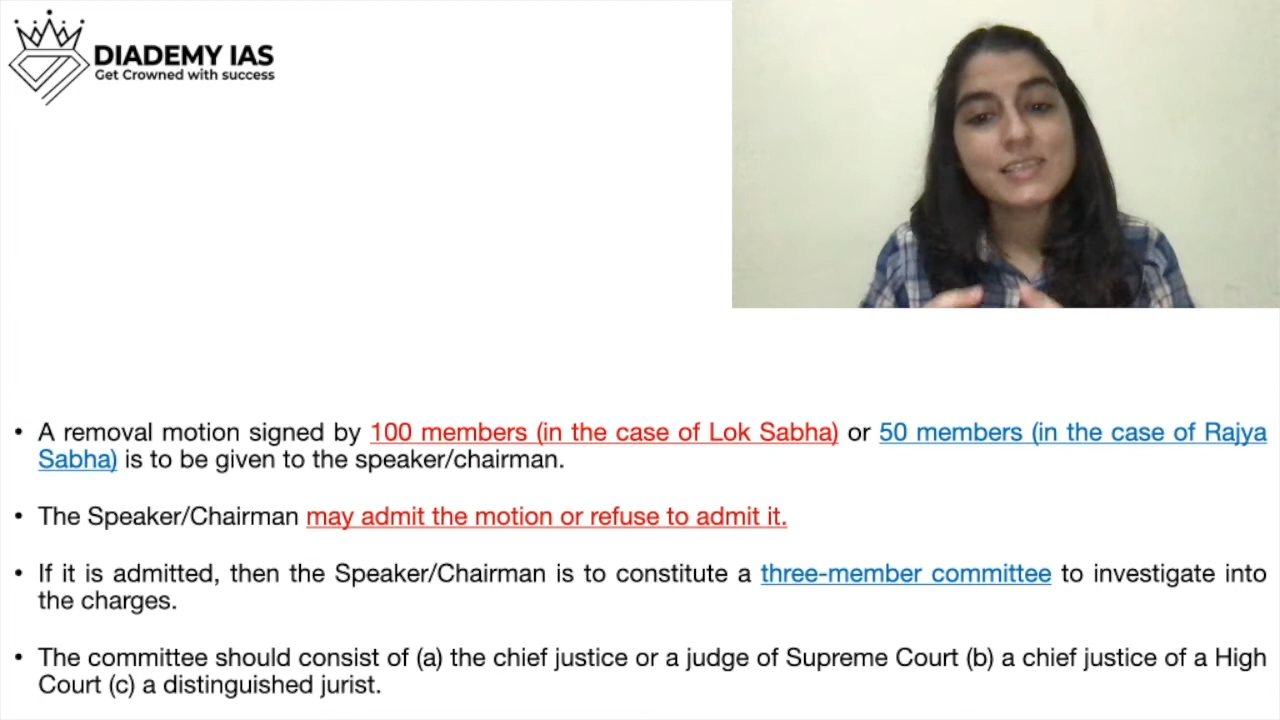 DIADEMY IAS
Get Crowned with success
• A removal motion signed by 100 members (in the case of Lok Sabha) or 50 members (in the case of Rajya
Sabha) is to be given to the speaker/chairman.
• The Speaker/Chairman may admit the motion or refuse to admit it.
• If it is admitted, then the Speaker/Chairman is to constitute a three-member committee to investigate into
the charges.
• The committee should consist of (a) the chief justice or a judge of Supreme Court (b) a chief justice of a High
Court (c) a distinguished jurist.